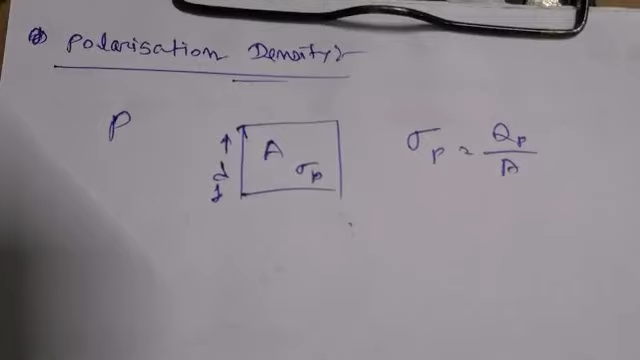 * Polarisation Density:-
P
A
d
σp
σp = Qp/A